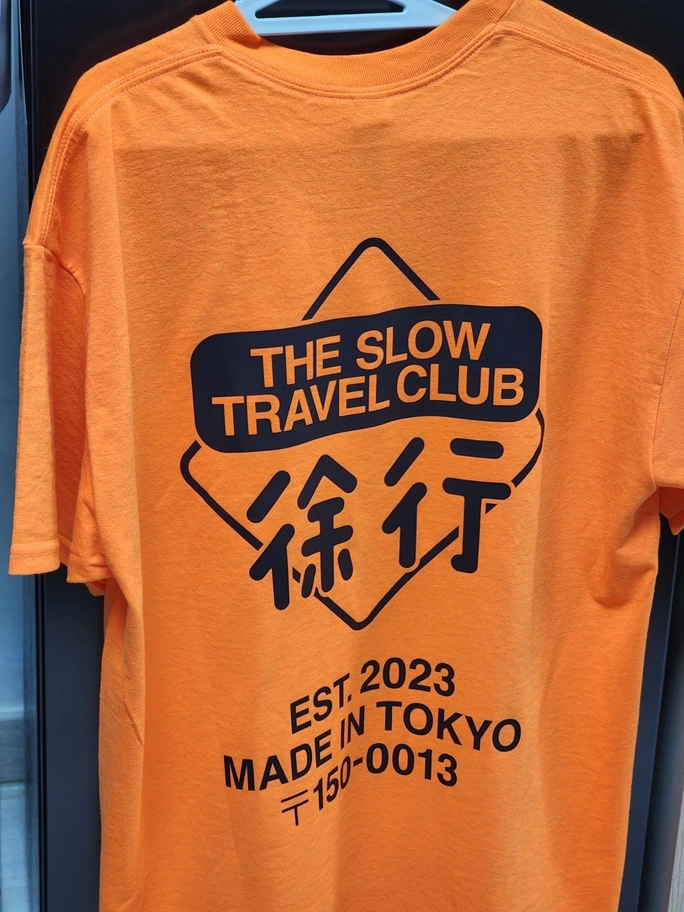 THE SLOW
TRAVEL CLUB
徐行
EST. 2023
MADE IN TOKYO
〒150-0013